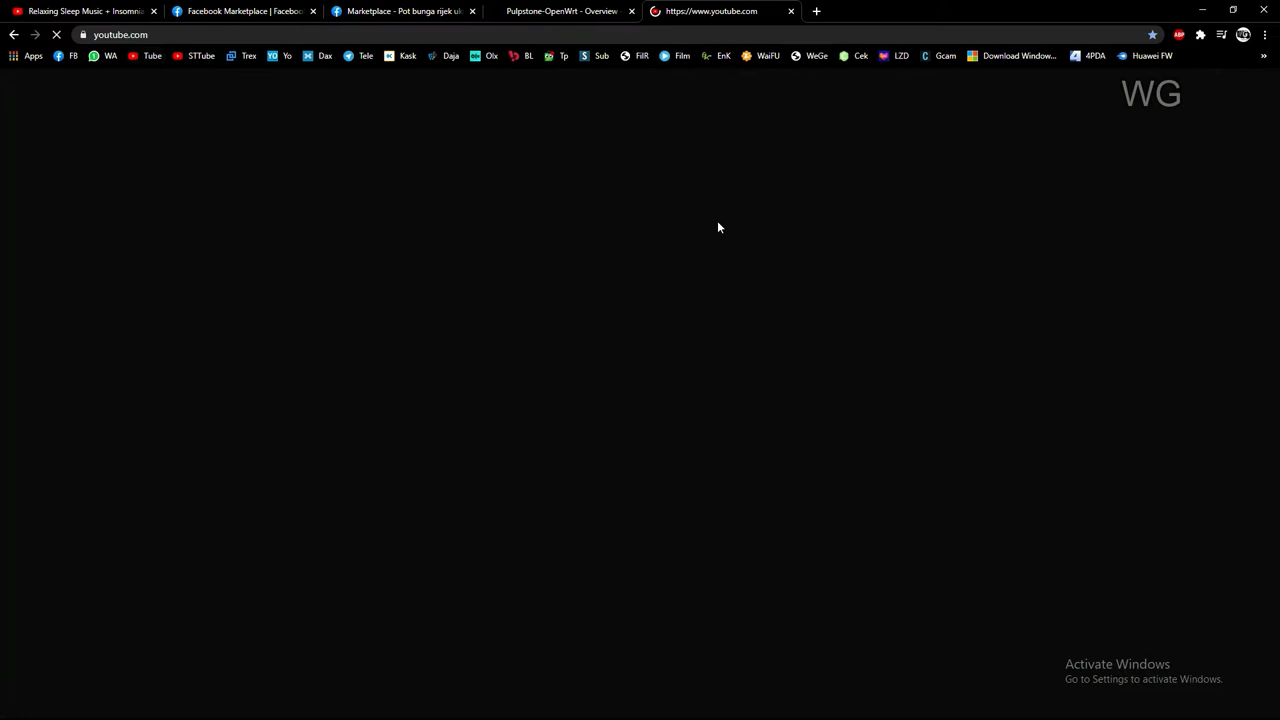 Relaxing Sleep Music + Insomnia
Facebook Marketplace | Facebo
Marketplace - Pot bunga rijek uk
Pulpstone-OpenWrt - Overview -
https://www.youtube.com
youtube.com
Apps FB WA Tube STTube Trex Yo Dax Tele Kask Daja Olx BL Tp Sub FilR Film EnK WaiFU WeGe Cek LZD Gcam Download Window... 4PDA Huawei FW »
WG
Activate Windows
Go to Settings to activate Windows.